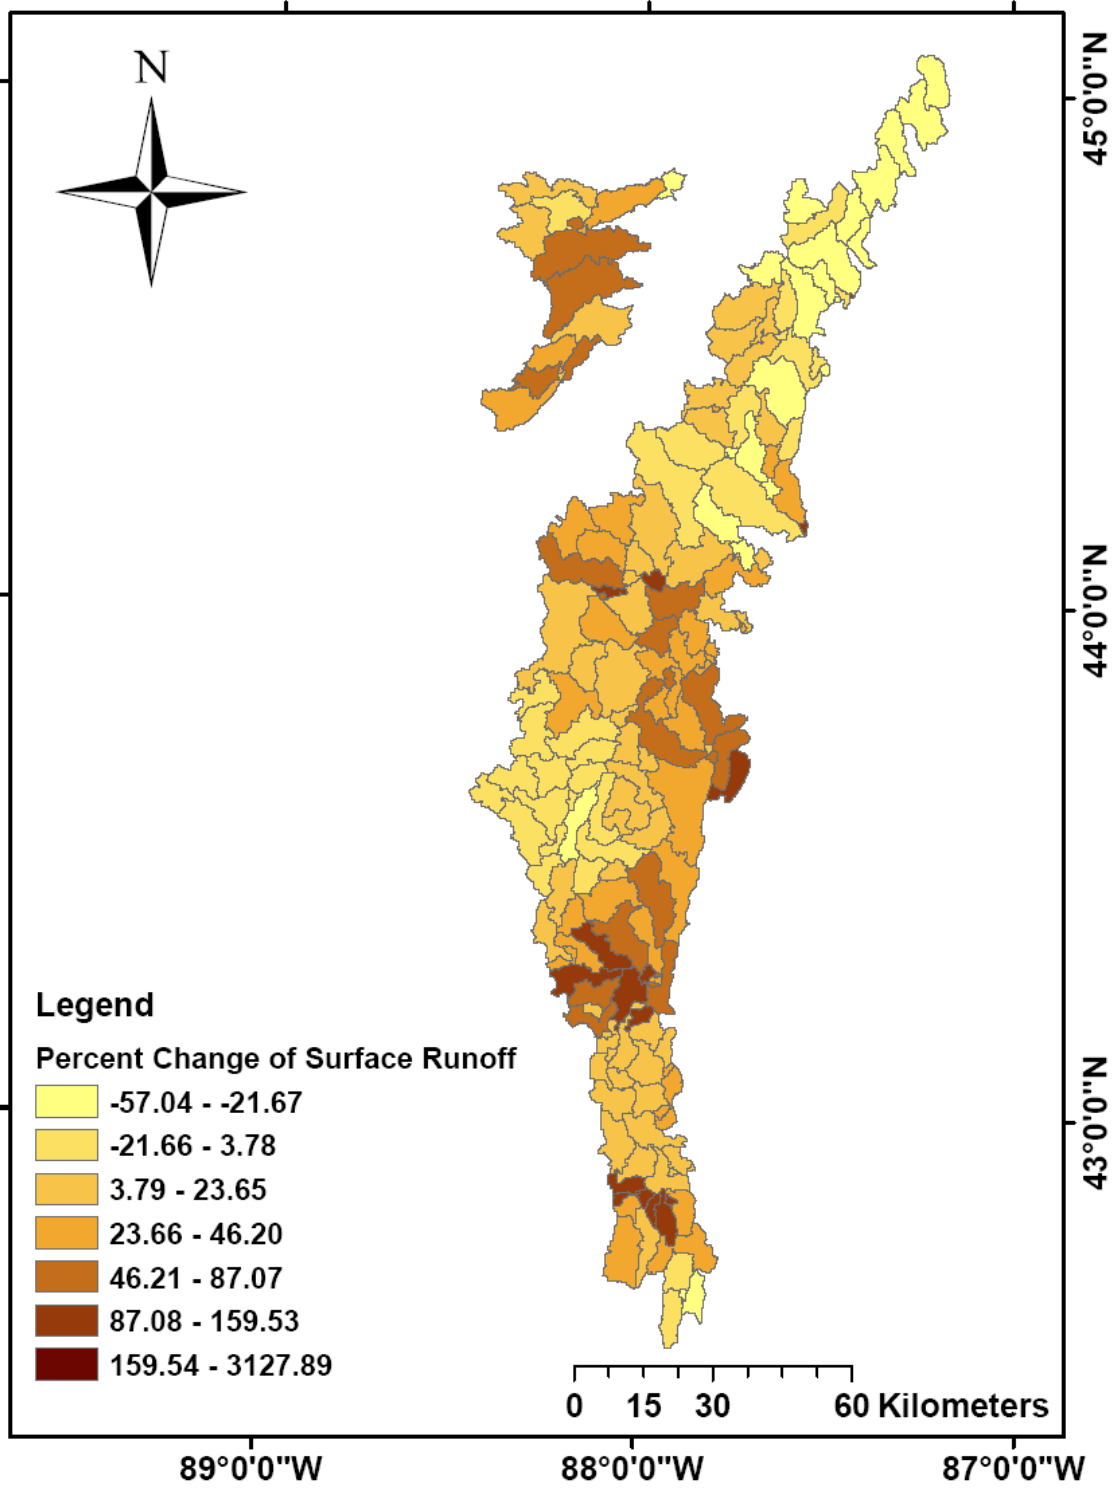 N
45°0'0"N
44°0'0"N
43°0'0"N
Legend
Percent Change of Surface Runoff
-57.04 - -21.67
-21.66 - 3.78
3.79 - 23.65
23.66 - 46.20
46.21 - 87.07
87.08 - 159.53
159.54 - 3127.89
0 15 30 60 Kilometers
89°0'0"W 88°0'0"W 87°0'0"W